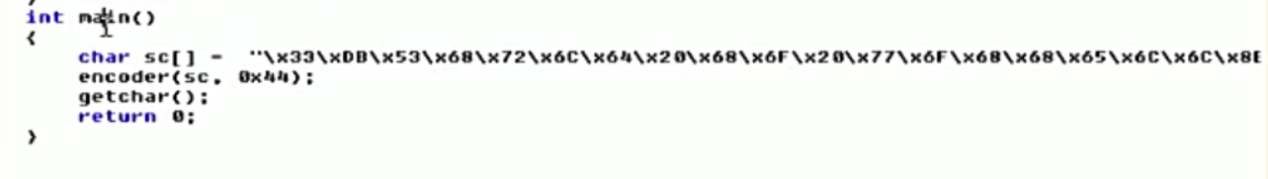 int main()
{
char sc[] = "\x33\xDB\x53\x68\x72\x6C\x64\x20\x68\x6F\x20\x77\x6F\x68\x68\x65\x6C\x6C\x8B
encoder(sc, 0x44);
getchar();
return 0;
}